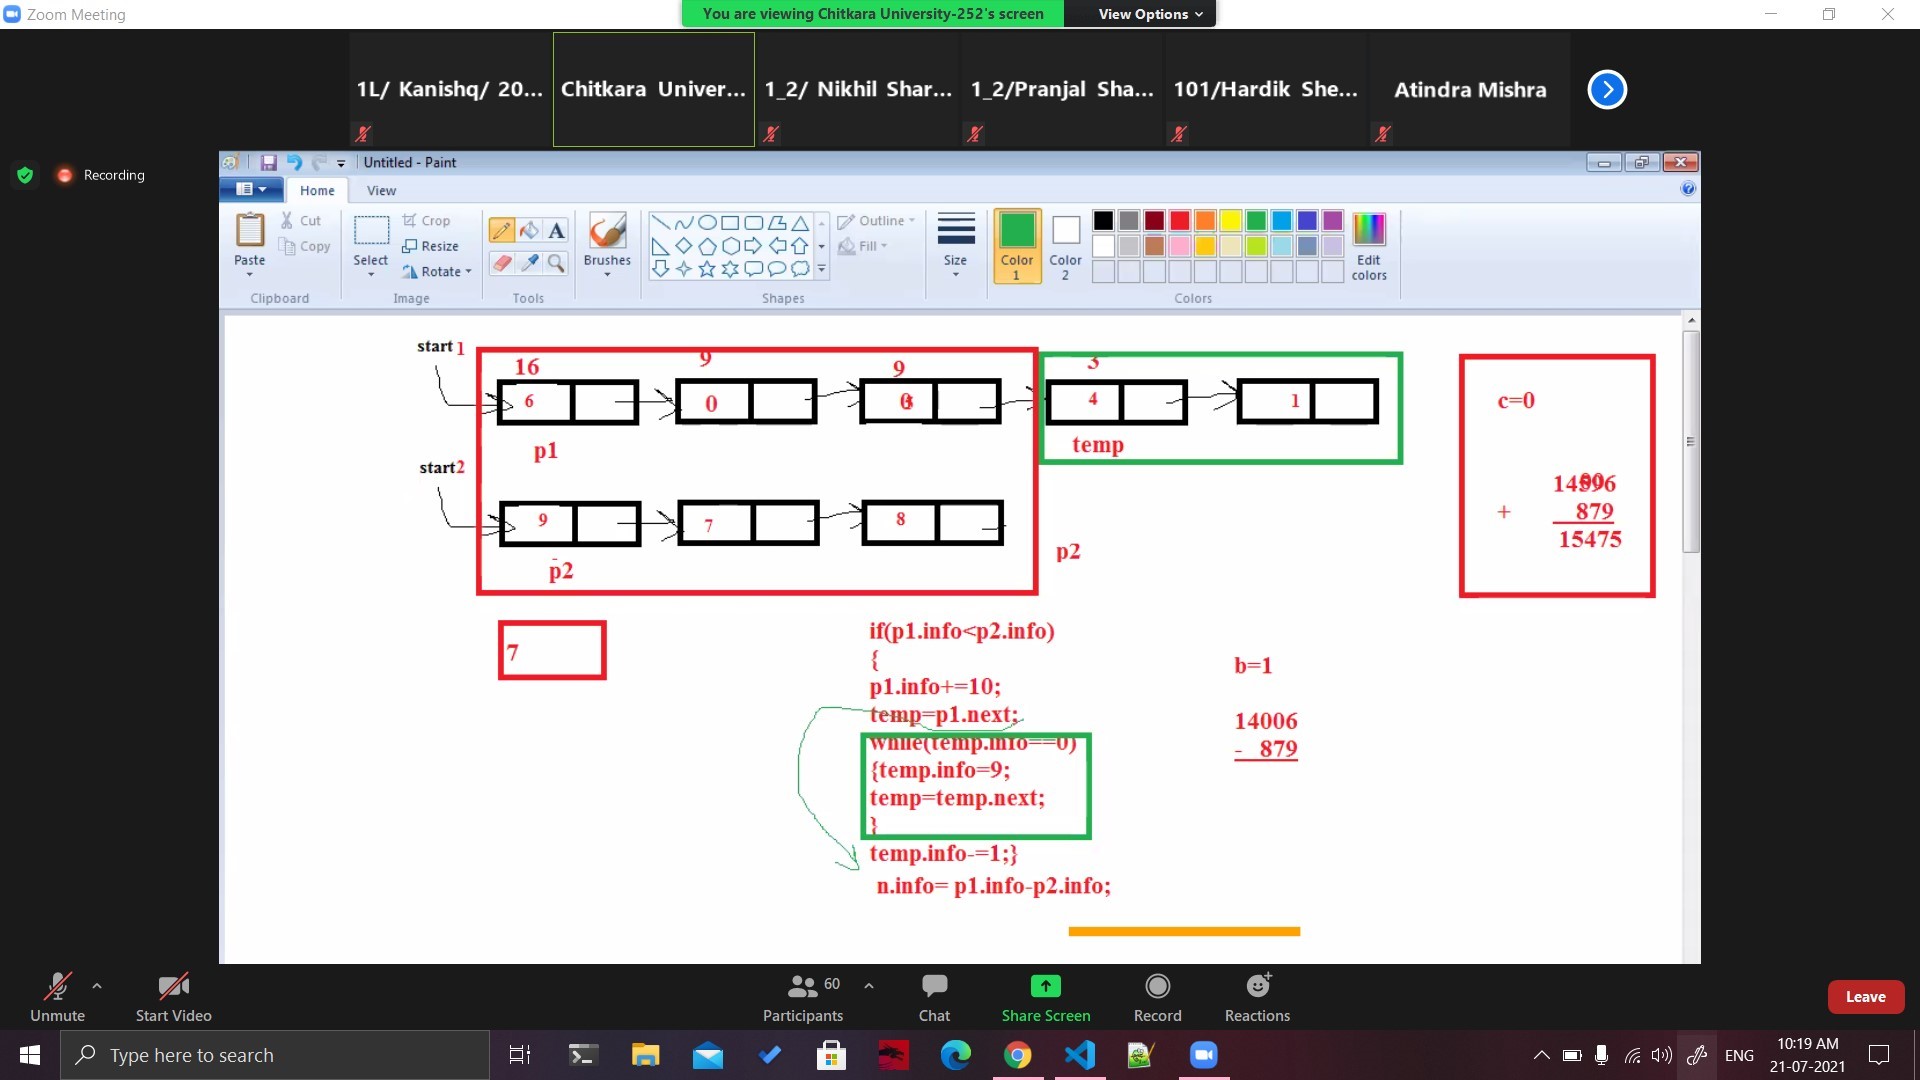 Zoom Meeting
You are viewing Chitkara University-252's screen
View Options
1L/ Kanishq/ 20...
Chitkara Univer...
1_2/ Nikhil Shar...
1_2/Pranjal Sha...
101/Hardik She...
Atindra Mishra
Recording
Untitled - Paint
Home
View
Paste
Cut
Copy
Clipboard
Select
Crop
Resize
Rotate
Image
A
Tools
Brushes
Outline
Fill
Shapes
Size
Color 1
Color 2
Edit colors
Colors
start1
16
9
9
3
6
0
4
1
p1
temp
start2
9
7
8
p2
p2
c=0
+ 879
15475
7
if(p1.info<p2.info)
{
p1.info+=10;
temp=p1.next;
while(temp.info==0)
{temp.info=9;
temp=temp.next;
}
temp.info-=1;}
n.info= p1.info-p2.info;
b=1
14006
- 879
Unmute
Start Video
60
Participants
Chat
Share Screen
Record
Reactions
Leave
Type here to search
ENG
10:19 AM
21-07-2021